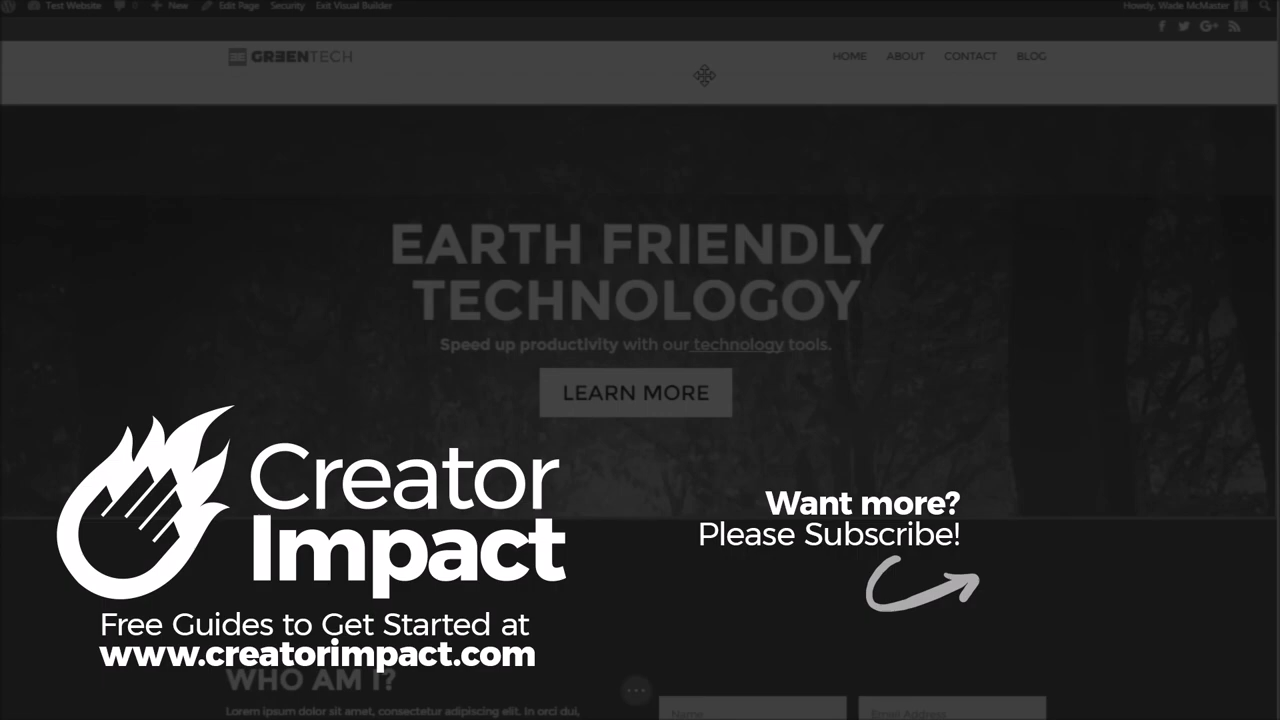 Test Website 0 New Edit Page Security Exit Visual Builder Howdy, Wade McMaster
GREENTECH HOME ABOUT CONTACT BLOG
EARTH FRIENDLY
TECHNOLOGOY
Speed up productivity with our technology tools.
LEARN MORE
Creator
Impact
Free Guides to Get Started at
www.creatorimpact.com
Want more?
Please Subscribe!
WHO AM I?
Lorem ipsum dolor sit amet, consectetur adipiscing elit. In orci dui,
Name Email Address